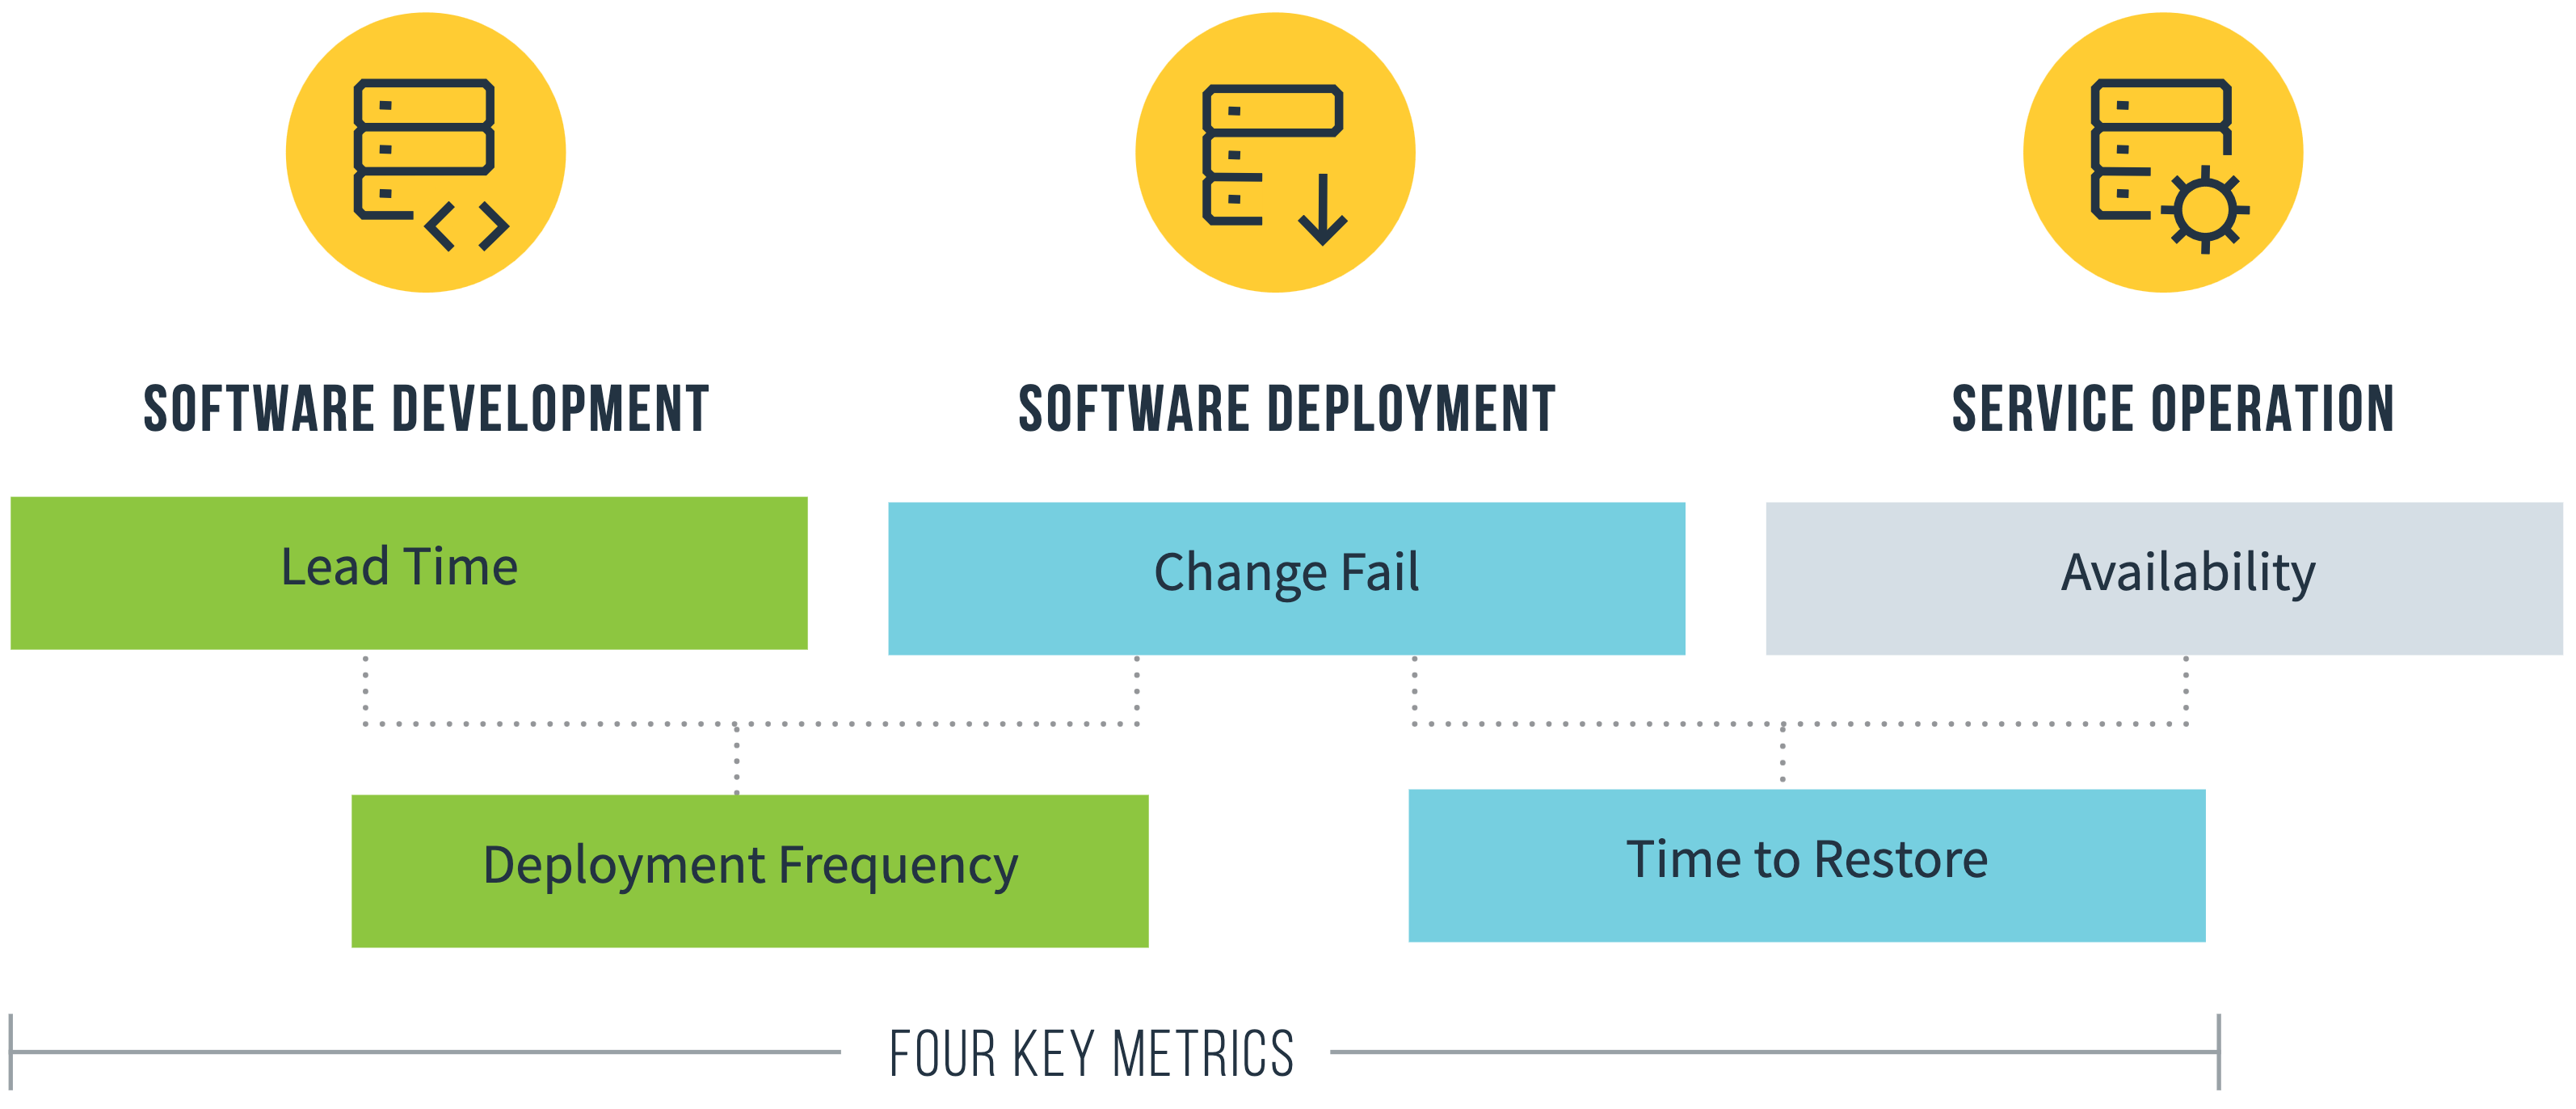 SOFTWARE DEVELOPMENT
SOFTWARE DEPLOYMENT
SERVICE OPERATION
Lead Time
Change Fail
Availability
Deployment Frequency
Time to Restore
FOUR KEY METRICS